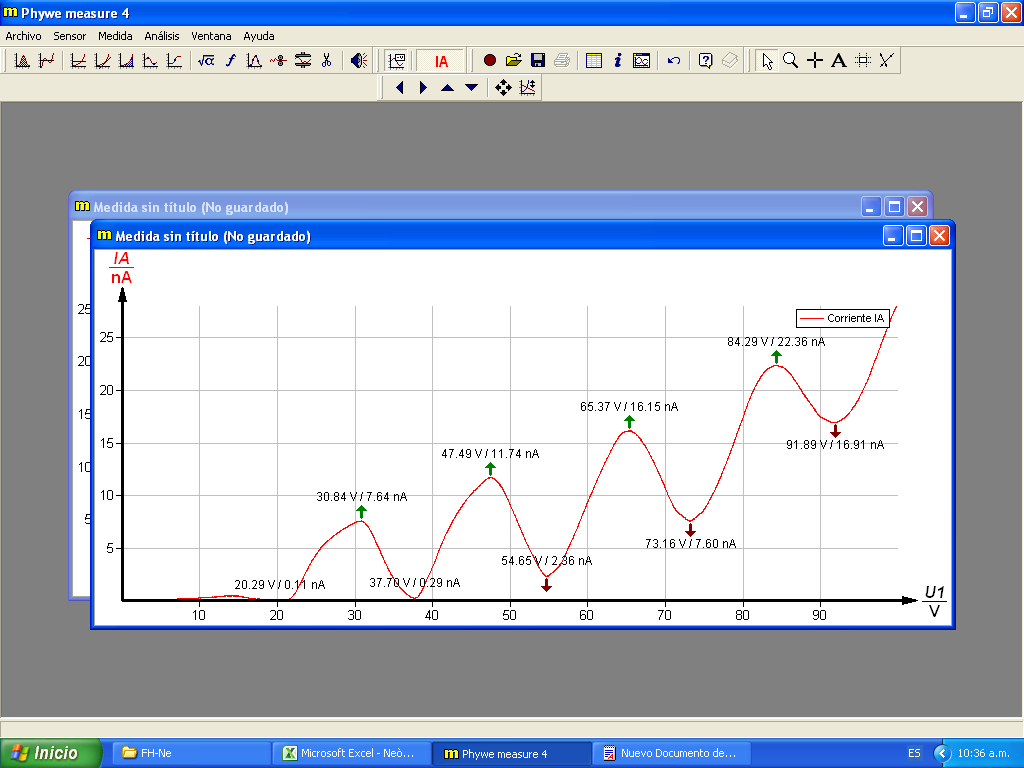 Phywe measure 4
Archivo Sensor Medida Análisis Ventana Ayuda
IA
Medida sin título (No guardado)
Medida sin título (No guardado)
IA
nA
25
20
15
10
5
25
20
15
10
5
Corriente IA
84.29 V / 22.36 nA
65.37 V / 16.15 nA
47.49 V / 11.74 nA
91.89 V / 16.91 nA
30.84 V / 7.64 nA
73.16 V / 7.60 nA
54.65 V / 2.36 nA
20.29 V / 0.11 nA
37.70 V / 0.29 nA
10 20 30 40 50 60 70 80 90
U1
V
Inicio FH-Ne Microsoft Excel - Neò... Phywe measure 4 Nuevo Documento de... ES 10:36 a.m.